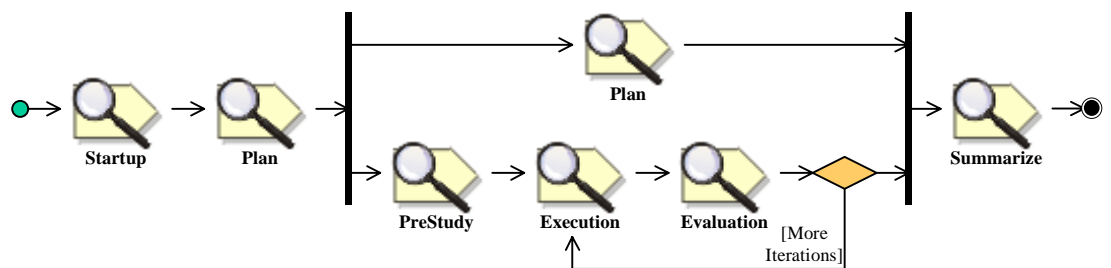 Plan
Startup
Plan
Summarize
PreStudy
Execution
Evaluation
[More
Iterations]